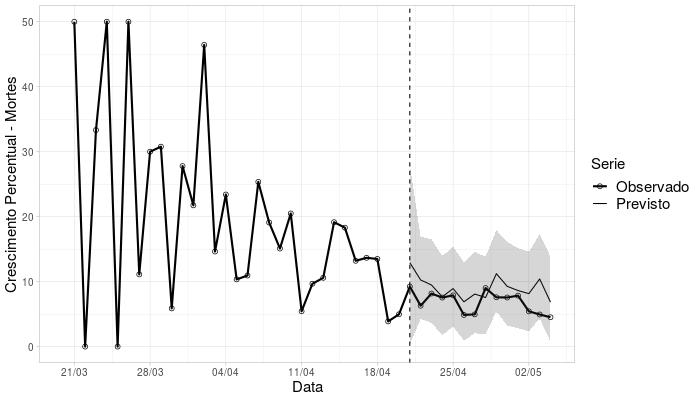 Crescimento Percentual - Mortes
50
40
30
20
10
0
21/03 28/03 04/04 11/04 18/04 25/04 02/05
Data
Serie
Observado
Previsto